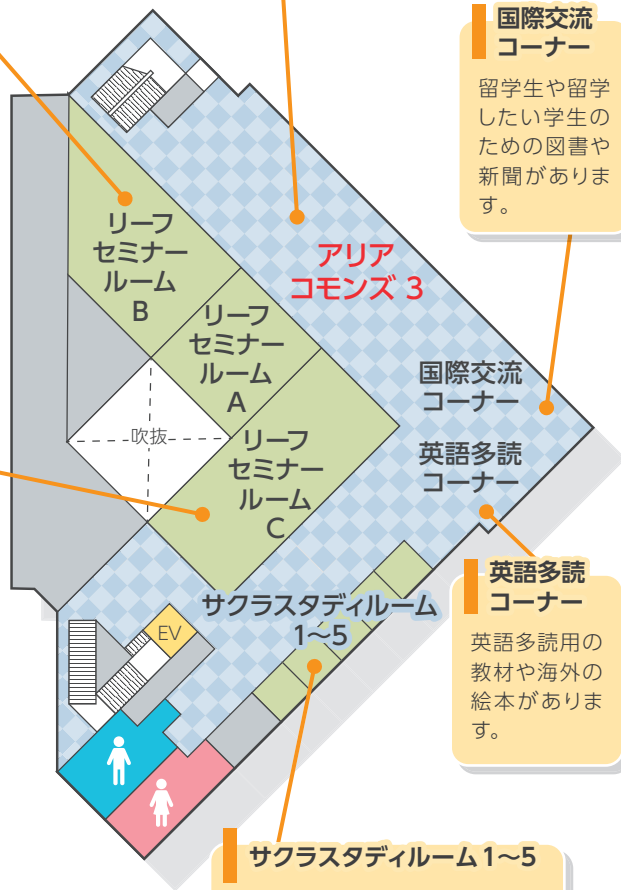 国際交流
コーナー
留学生や留学
したい学生の
ための図書や
新聞がありま
す。
リーフ
セミナー
ルーム
B
アリア
コモンズ 3
リーフ
セミナー
ルーム
A
国際交流
コーナー
吹抜
リーフ
セミナー
ルーム
C
英語多読
コーナー
英語多読
コーナー
英語多読用の
教材や海外の
絵本がありま
す。
サクラスタディルーム
1~5
EV
サクラスタディルーム1~5